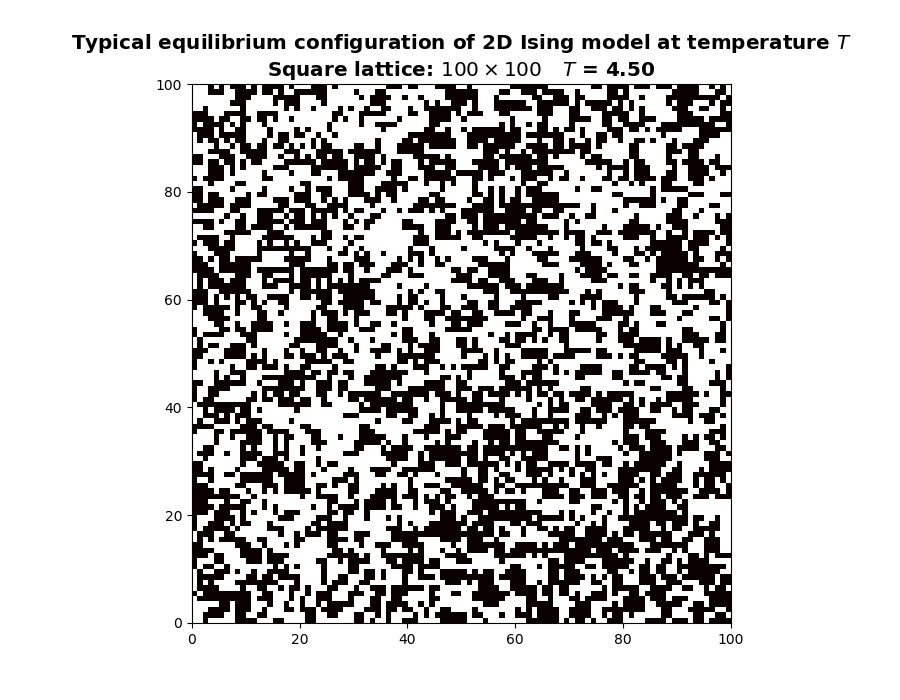 Typical equilibrium configuration of 2D Ising model at temperature T
Square lattice: 100 × 100 T = 4.50
100
80
60
40
20
0
0 20 40 60 80 100